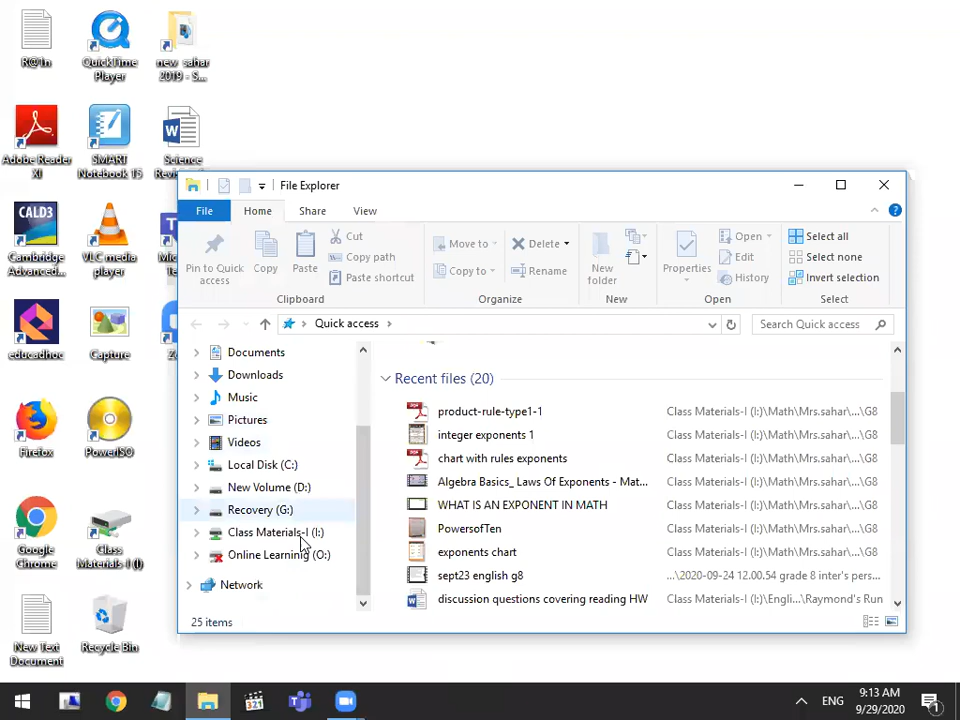 R@!n
QuickTime
Player
new_sahar
2019 - S...
Adobe Reader
XI
SMART
Notebook 15
Science
Cambridge
Advanced...
VLC media
player
educadhoc
Capture
Firefox
PowerISO
Google
Chrome
Class
Materials-I (I)
New Text
Document
Recycle Bin
File Explorer
File
Home
Share
View
Pin to Quick
access
Copy
Paste
Cut
Copy path
Paste shortcut
Clipboard
Move to
Copy to
Delete
Rename
Organize
New
folder
New
Properties
Open
Edit
History
Open
Select all
Select none
Invert selection
Select
Quick access
Search Quick access
Documents
Downloads
Music
Pictures
Videos
Local Disk (C:)
New Volume (D:)
Recovery (G:)
Class Materials-I (I:)
Online Learning (O:)
Network
Recent files (20)
product-rule-type1-1 Class Materials-I (I:)\Math\Mrs.sahar\...\G8
integer exponents 1 Class Materials-I (I:)\Math\Mrs.sahar\...\G8
chart with rules exponents Class Materials-I (I:)\Math\Mrs.sahar\...\G8
Algebra Basics_ Laws Of Exponents - Mat... Class Materials-I (I:)\Math\Mrs.sahar\...\G8
WHAT IS AN EXPONENT IN MATH Class Materials-I (I:)\Math\Mrs.sahar\...\G8
PowersofTen Class Materials-I (I:)\Math\Mrs.sahar\...\G8
exponents chart Class Materials-I (I:)\Math\Mrs.sahar\...\G8
sept23 english g8 ...\2020-09-24 12.00.54 grade 8 inter's pers...
discussion questions covering reading HW Class Materials-I (I:)\Engli...\Raymond's Run
25 items
ENG
9:13 AM
9/29/2020